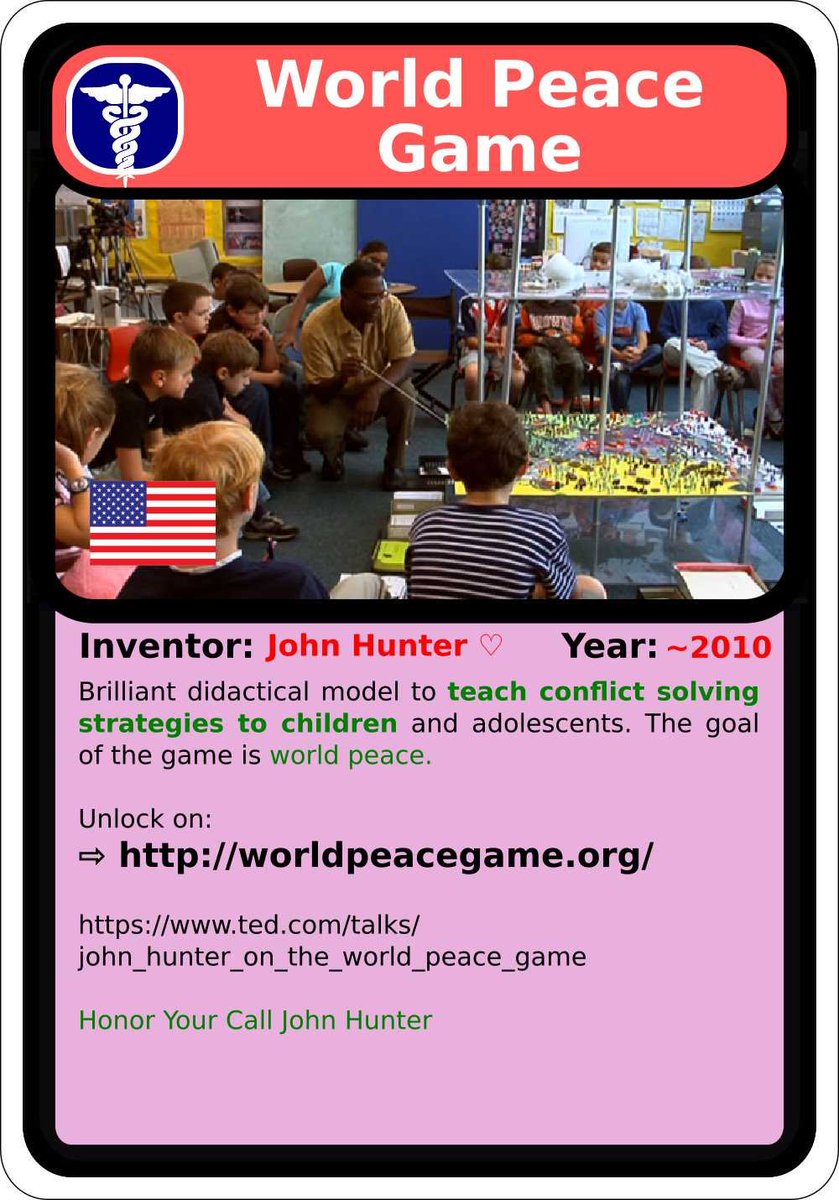 World Peace
Game
Inventor: John Hunter ♡ Year: ~2010
Brilliant didactical model to teach conflict solving
strategies to children and adolescents. The goal
of the game is world peace.
Unlock on:
⇨ http://worldpeacegame.org/
https://www.ted.com/talks/
john_hunter_on_the_world_peace_game
Honor Your Call John Hunter